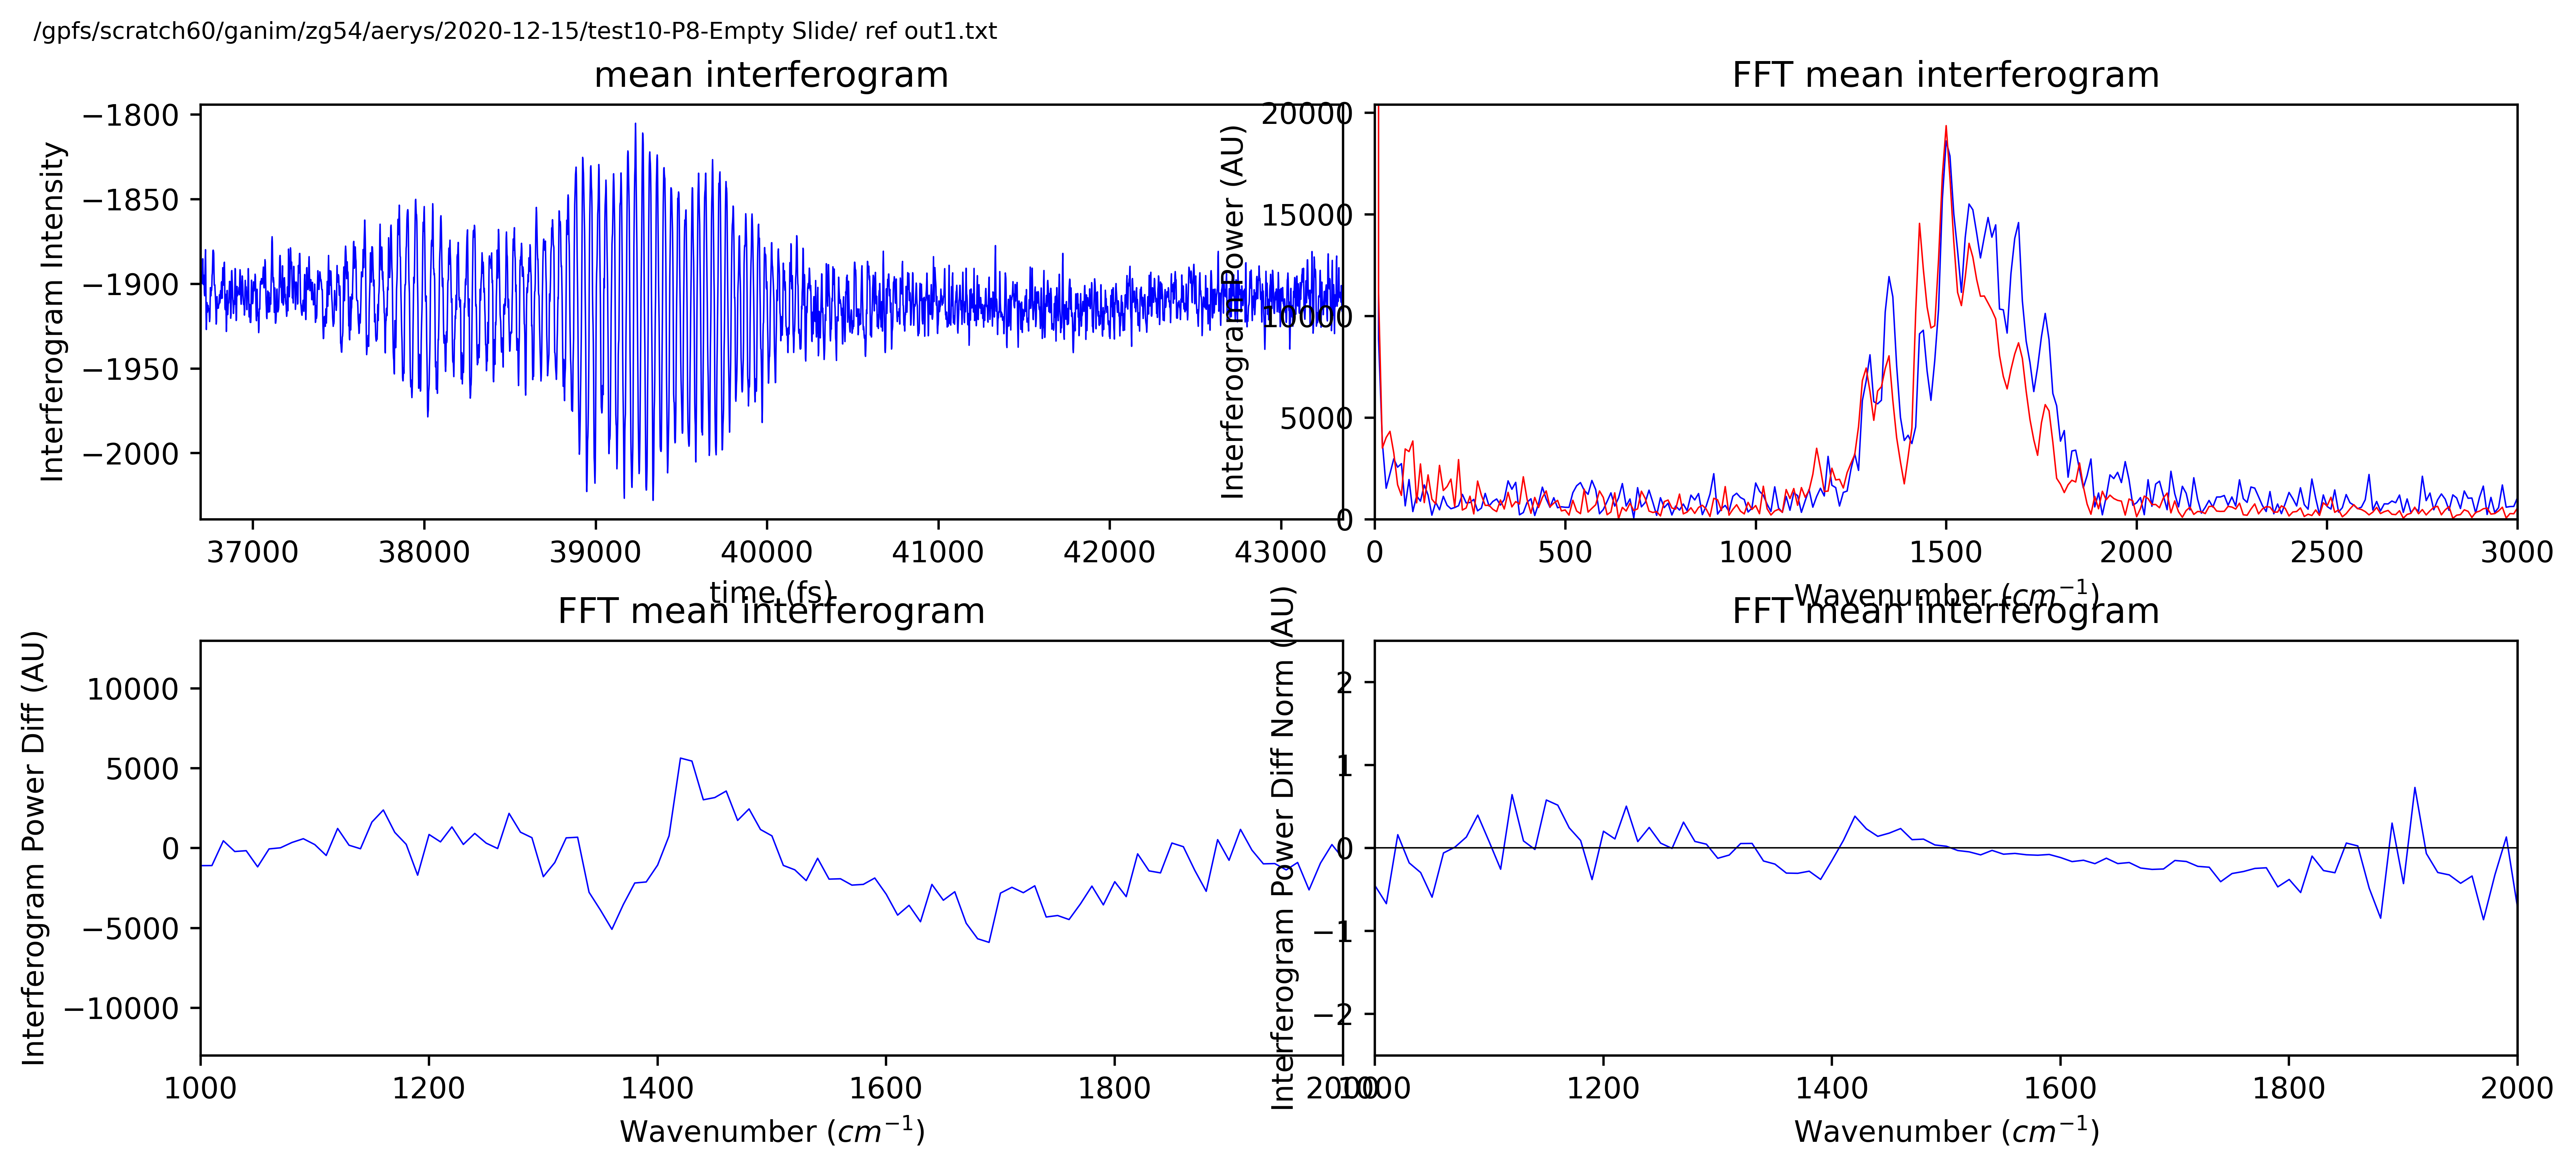 /gpfs/scratch60/ganim/zg54/aerys/2020-12-15/test10-P8-Empty Slide/ ref out1.txt
mean interferogram
Interferogram Intensity
−1800
−1850
−1900
−1950
−2000
37000 38000 39000 40000 41000 42000 43000
time (fs)
FFT mean interferogram
Interferogram Power (AU)
20000
15000
10000
5000
0
0 500 1000 1500 2000 2500 3000
Wavenumber (cm⁻¹)
FFT mean interferogram
Interferogram Power Diff (AU)
10000
5000
0
−5000
−10000
1000 1200 1400 1600 1800 2000
Wavenumber (cm⁻¹)
FFT mean interferogram
Interferogram Power Diff Norm (AU)
2
1
0
−1
−2
1000 1200 1400 1600 1800 2000
Wavenumber (cm⁻¹)